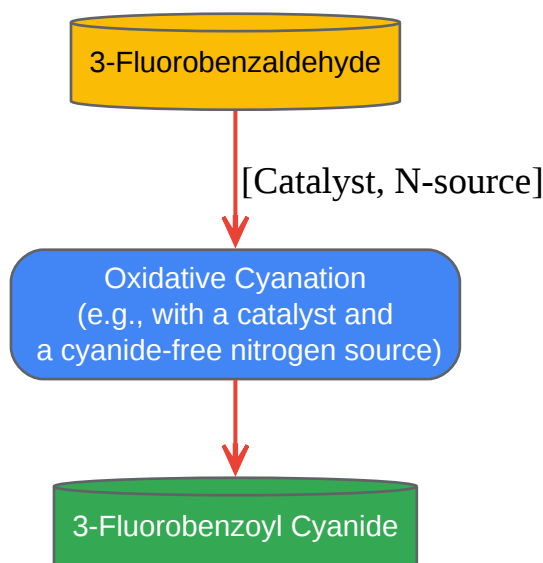 3-Fluorobenzaldehyde
[Catalyst, N-source]
Oxidative Cyanation
(e.g., with a catalyst and
a cyanide-free nitrogen source)
3-Fluorobenzoyl Cyanide